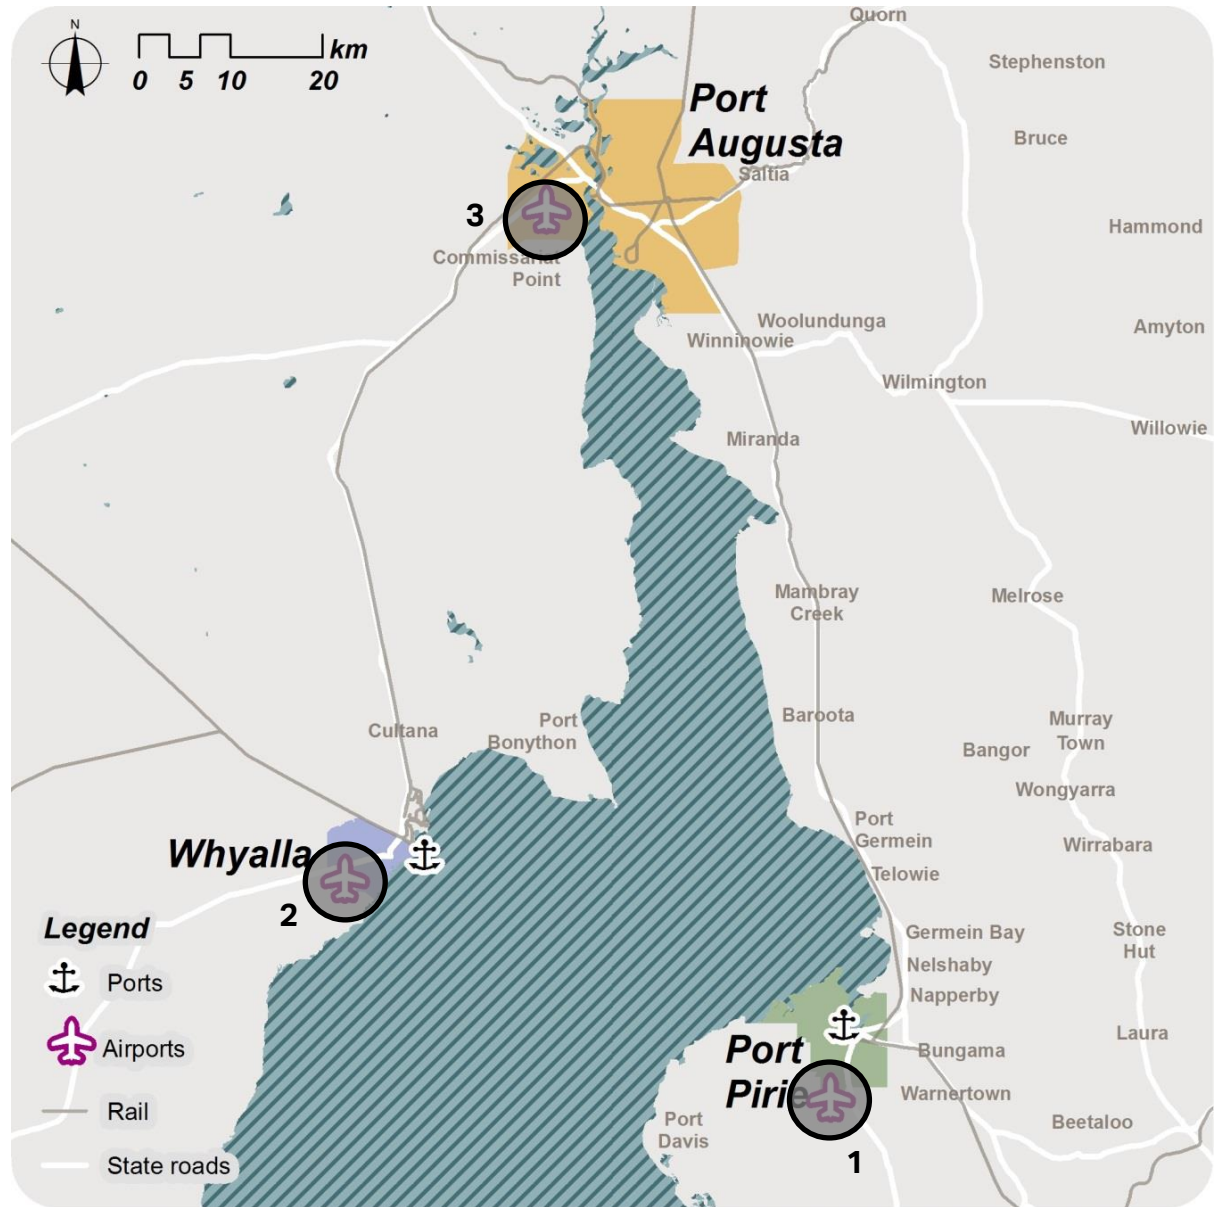 N
km
0 5 10 20
Quorn
Stephenston
Port
Augusta
Bruce
Saltia
3
Hammond
Commissariat
Point
Woolundunga
Amyton
Winninowie
Wilmington
Willowie
Miranda
Mambray
Creek
Melrose
Baroota
Murray
Town
Cultana
Port
Bonython
Bangor
Wongyarra
Port
Germein
Wirrabara
Whyalla
Telowie
2
Legend
Germein Bay
Stone
Hut
Nelshaby
Ports
Napperby
Laura
Airports
Port
Pirie
Bungama
Warnertown
Rail
Port
Davis
Beetaloo
1
State roads